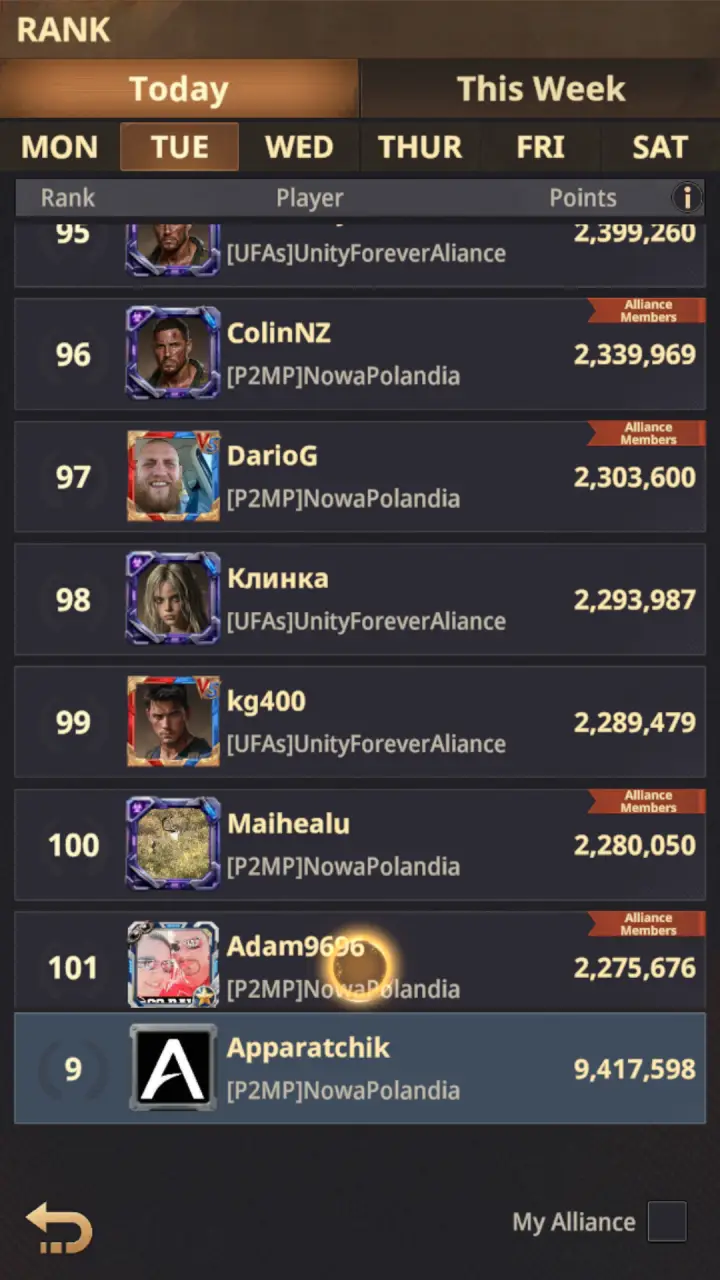 RANK
Today
This Week
MON
TUE
WED
THUR
FRI
SAT
Rank
Player
Points
95
[UFAs]UnityForeverAlliance
2,399,260
Alliance
Members
96
ColinNZ
[P2MP]NowaPolandia
2,339,969
Alliance
Members
97
DarioG
[P2MP]NowaPolandia
2,303,600
98
Клинка
[UFAs]UnityForeverAlliance
2,293,987
99
kg400
[UFAs]UnityForeverAlliance
2,289,479
Alliance
Members
100
Maihealu
[P2MP]NowaPolandia
2,280,050
Alliance
Members
101
Adam9696
[P2MP]NowaPolandia
2,275,676
9
Apparatchik
[P2MP]NowaPolandia
9,417,598
My Alliance